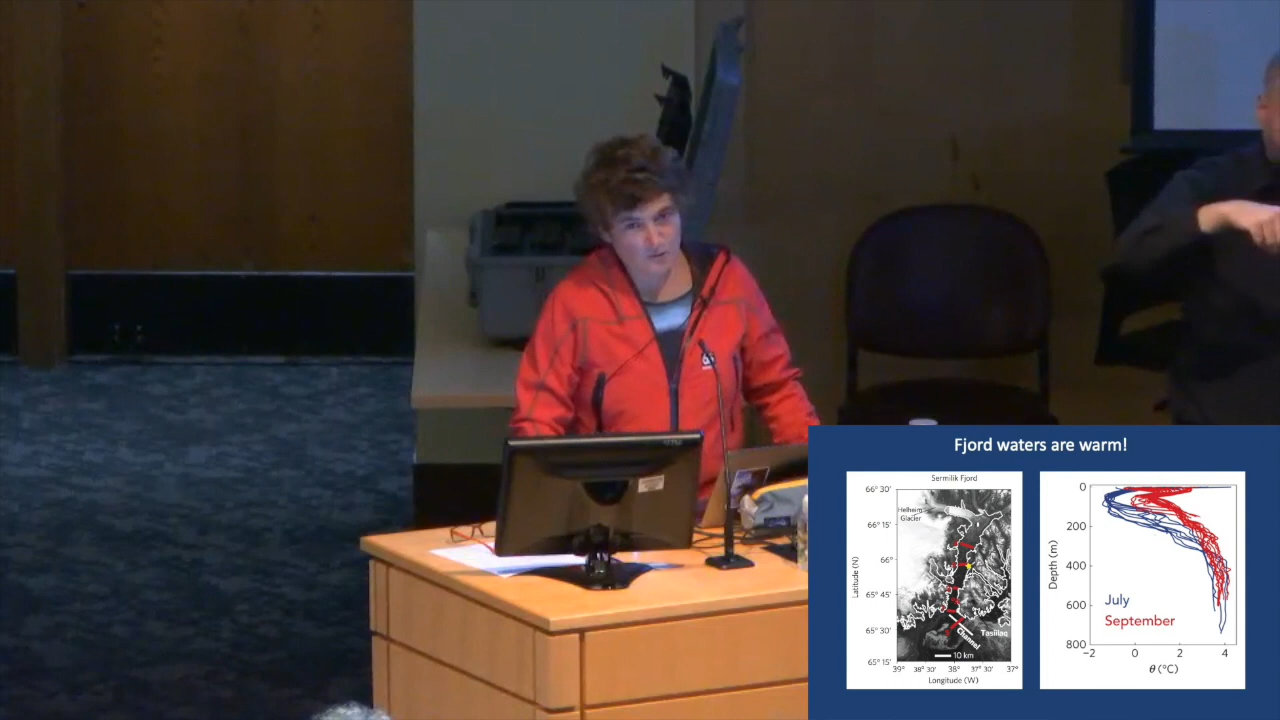 Fjord waters are warm!
Sermilik Fjord
66° 30'
66° 15'
66°
65° 45'
65° 30'
65° 15'
Latitude (N)
Helheim
Glacier
Channel
Tasiilaq
10 km
39° 38° 30' 38° 37° 30' 37°
Longitude (W)
0
200
400
600
800
Depth (m)
July
September
−2 0 2 4
θ (°C)